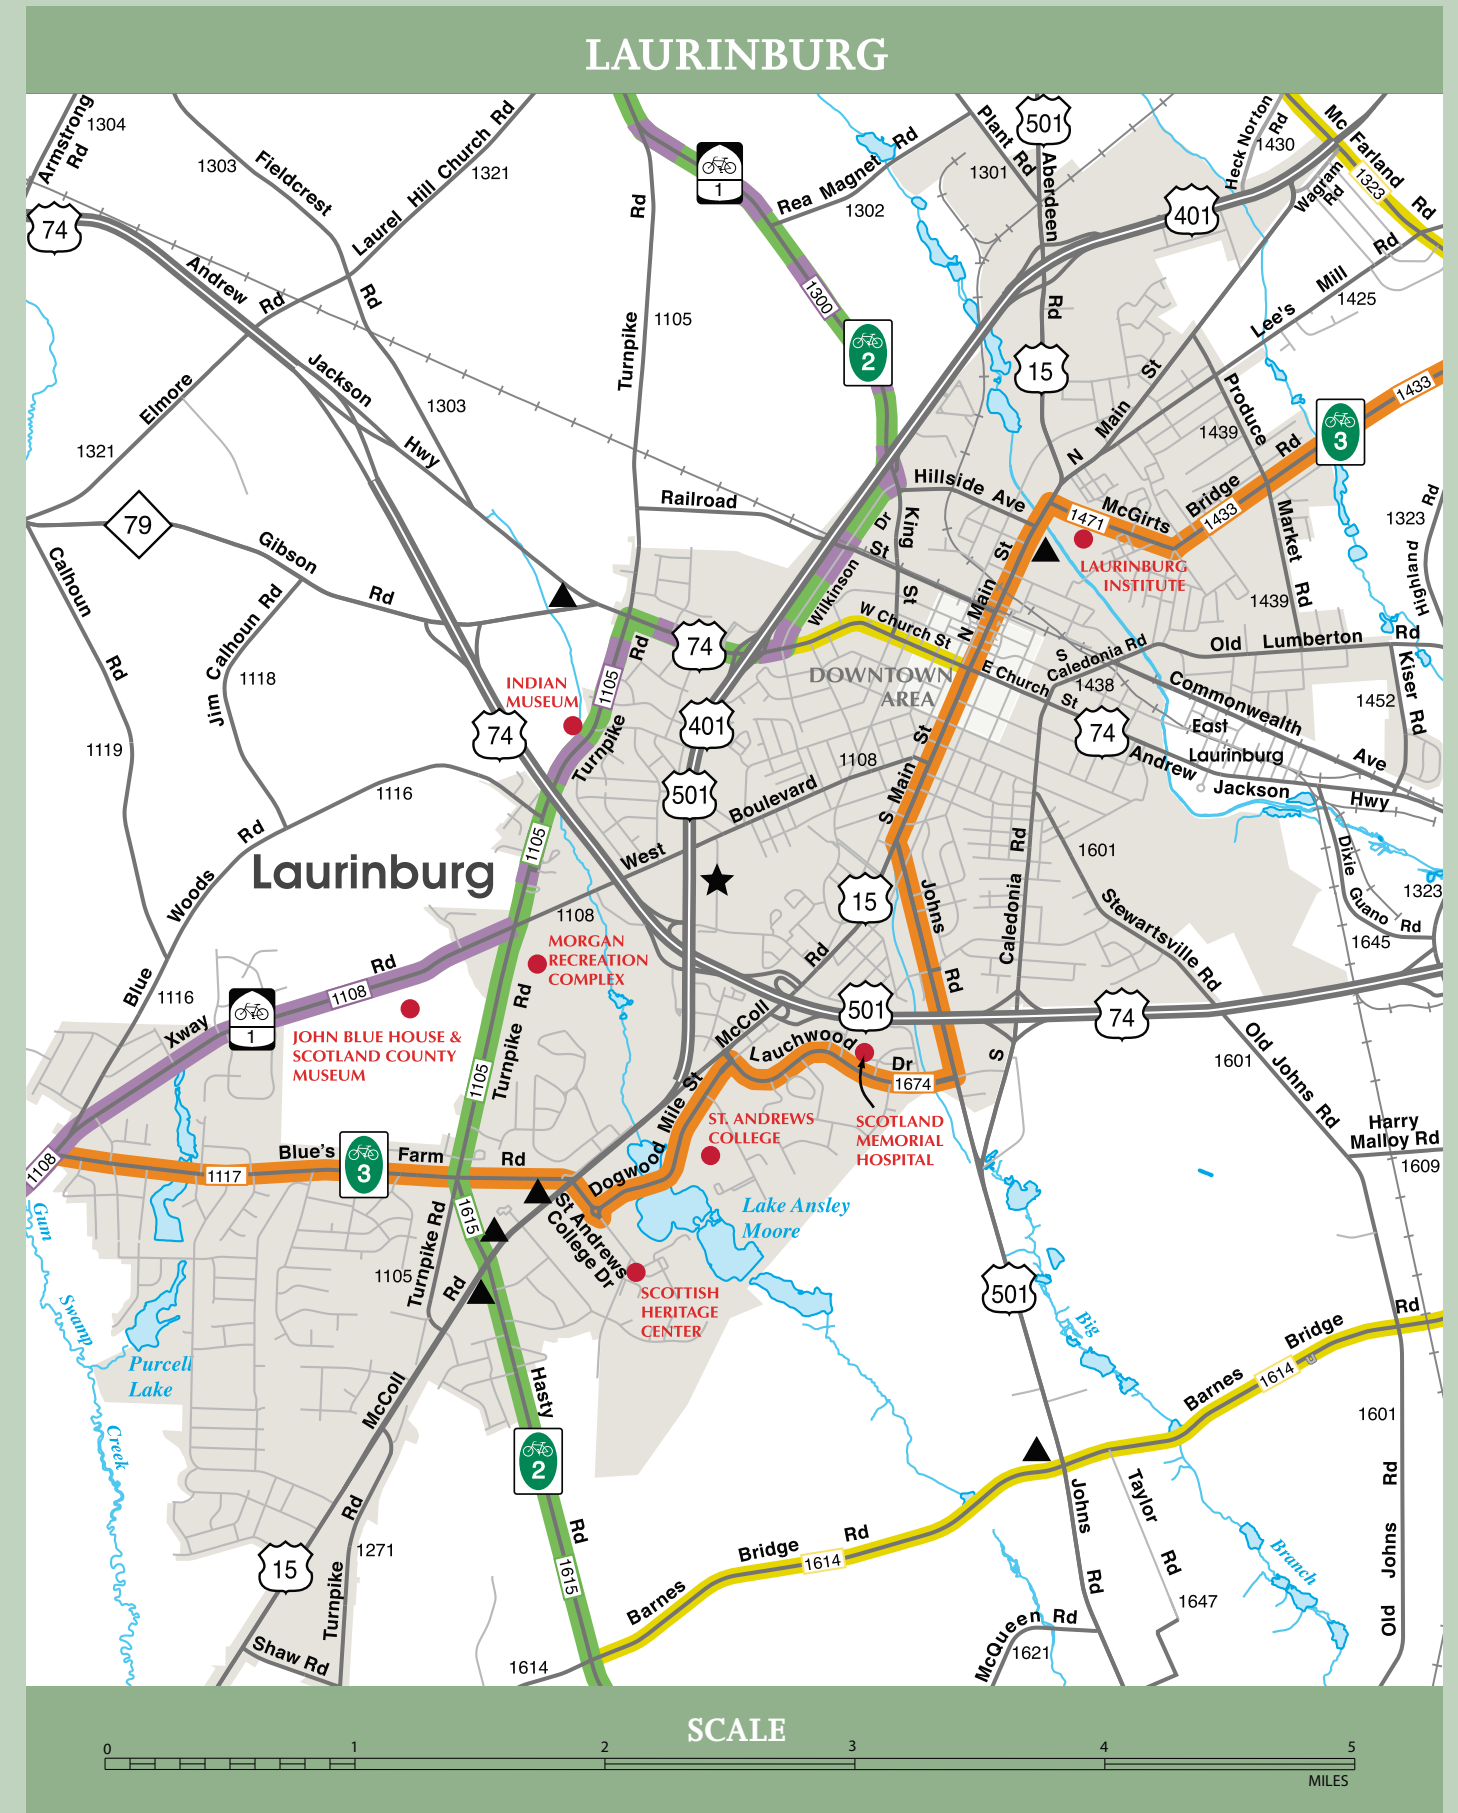 LAURINBURG
Armstrong
Rd
1304
1303
Fieldcrest
Rd
Laurel Hill Church Rd
1321
74
Andrew
Jackson
Hwy
Rd
Elmore
1321
1303
79
Gibson
Rd
Calhoun
Rd
Jim Calhoun Rd
1118
1119
1116
Woods
Rd
Blue
1116
Laurinburg
1
Turnpike
Rd
1105
Rea Magnet Rd
1302
1300
2
Plant Rd
1301
501
Aberdeen
Rd
15
401
Heck Norton
Rd
1430
Mc Farland
Rd
1323
Wagram
Rd
Lee's Mill Rd
1425
N Main St
Produce
1439
Market
Rd
1439
3
1433
McGirts
Bridge
Rd
1433
1471
LAURINBURG
INSTITUTE
1323
Highland
Rd
Railroad
St
Hillside Ave
King
St
Wilkinson
Dr
W Church St
N Main
St
DOWNTOWN
AREA
E Church
St
S
Caledonia Rd
1438
Old Lumberton
Rd
Kiser Rd
1452
Commonwealth
Ave
East
Laurinburg
74
Andrew
Jackson
Hwy
Dixie
Guano
Rd
1323
1645
74
401
501
INDIAN
MUSEUM
74
Rd
1105
Turnpike
1105
1108
Boulevard
West
1108
S Main St
15
Johns
Rd
Caledonia
Rd
S
1601
Stewartsville Rd
MORGAN
RECREATION
COMPLEX
Rd
1108
Xway
1
JOHN BLUE HOUSE &
SCOTLAND COUNTY
MUSEUM
1105
Turnpike Rd
McColl
Rd
501
74
Lauchwood
Dr
1674
SCOTLAND
MEMORIAL
HOSPITAL
ST. ANDREWS
COLLEGE
Dogwood
Mile St
1601
Old Johns Rd
Harry
Malloy Rd
1609
1108
Blue's
Farm
Rd
3
1117
1615
St Andrews
College Dr
Lake Ansley
Moore
SCOTTISH
HERITAGE
CENTER
Gum
Swamp
Creek
Purcell
Lake
1105
Turnpike Rd
Rd
McColl
Hasty
Rd
2
1615
15
Rd
1271
Turnpike
Shaw Rd
501
Big
Branch
Barnes
Bridge
Rd
1614
1601
Old Johns Rd
Taylor
Rd
1647
Johns
Rd
McQueen Rd
1621
Barnes
Bridge
Rd
1614
1614
SCALE
0 1 2 3 4 5
MILES